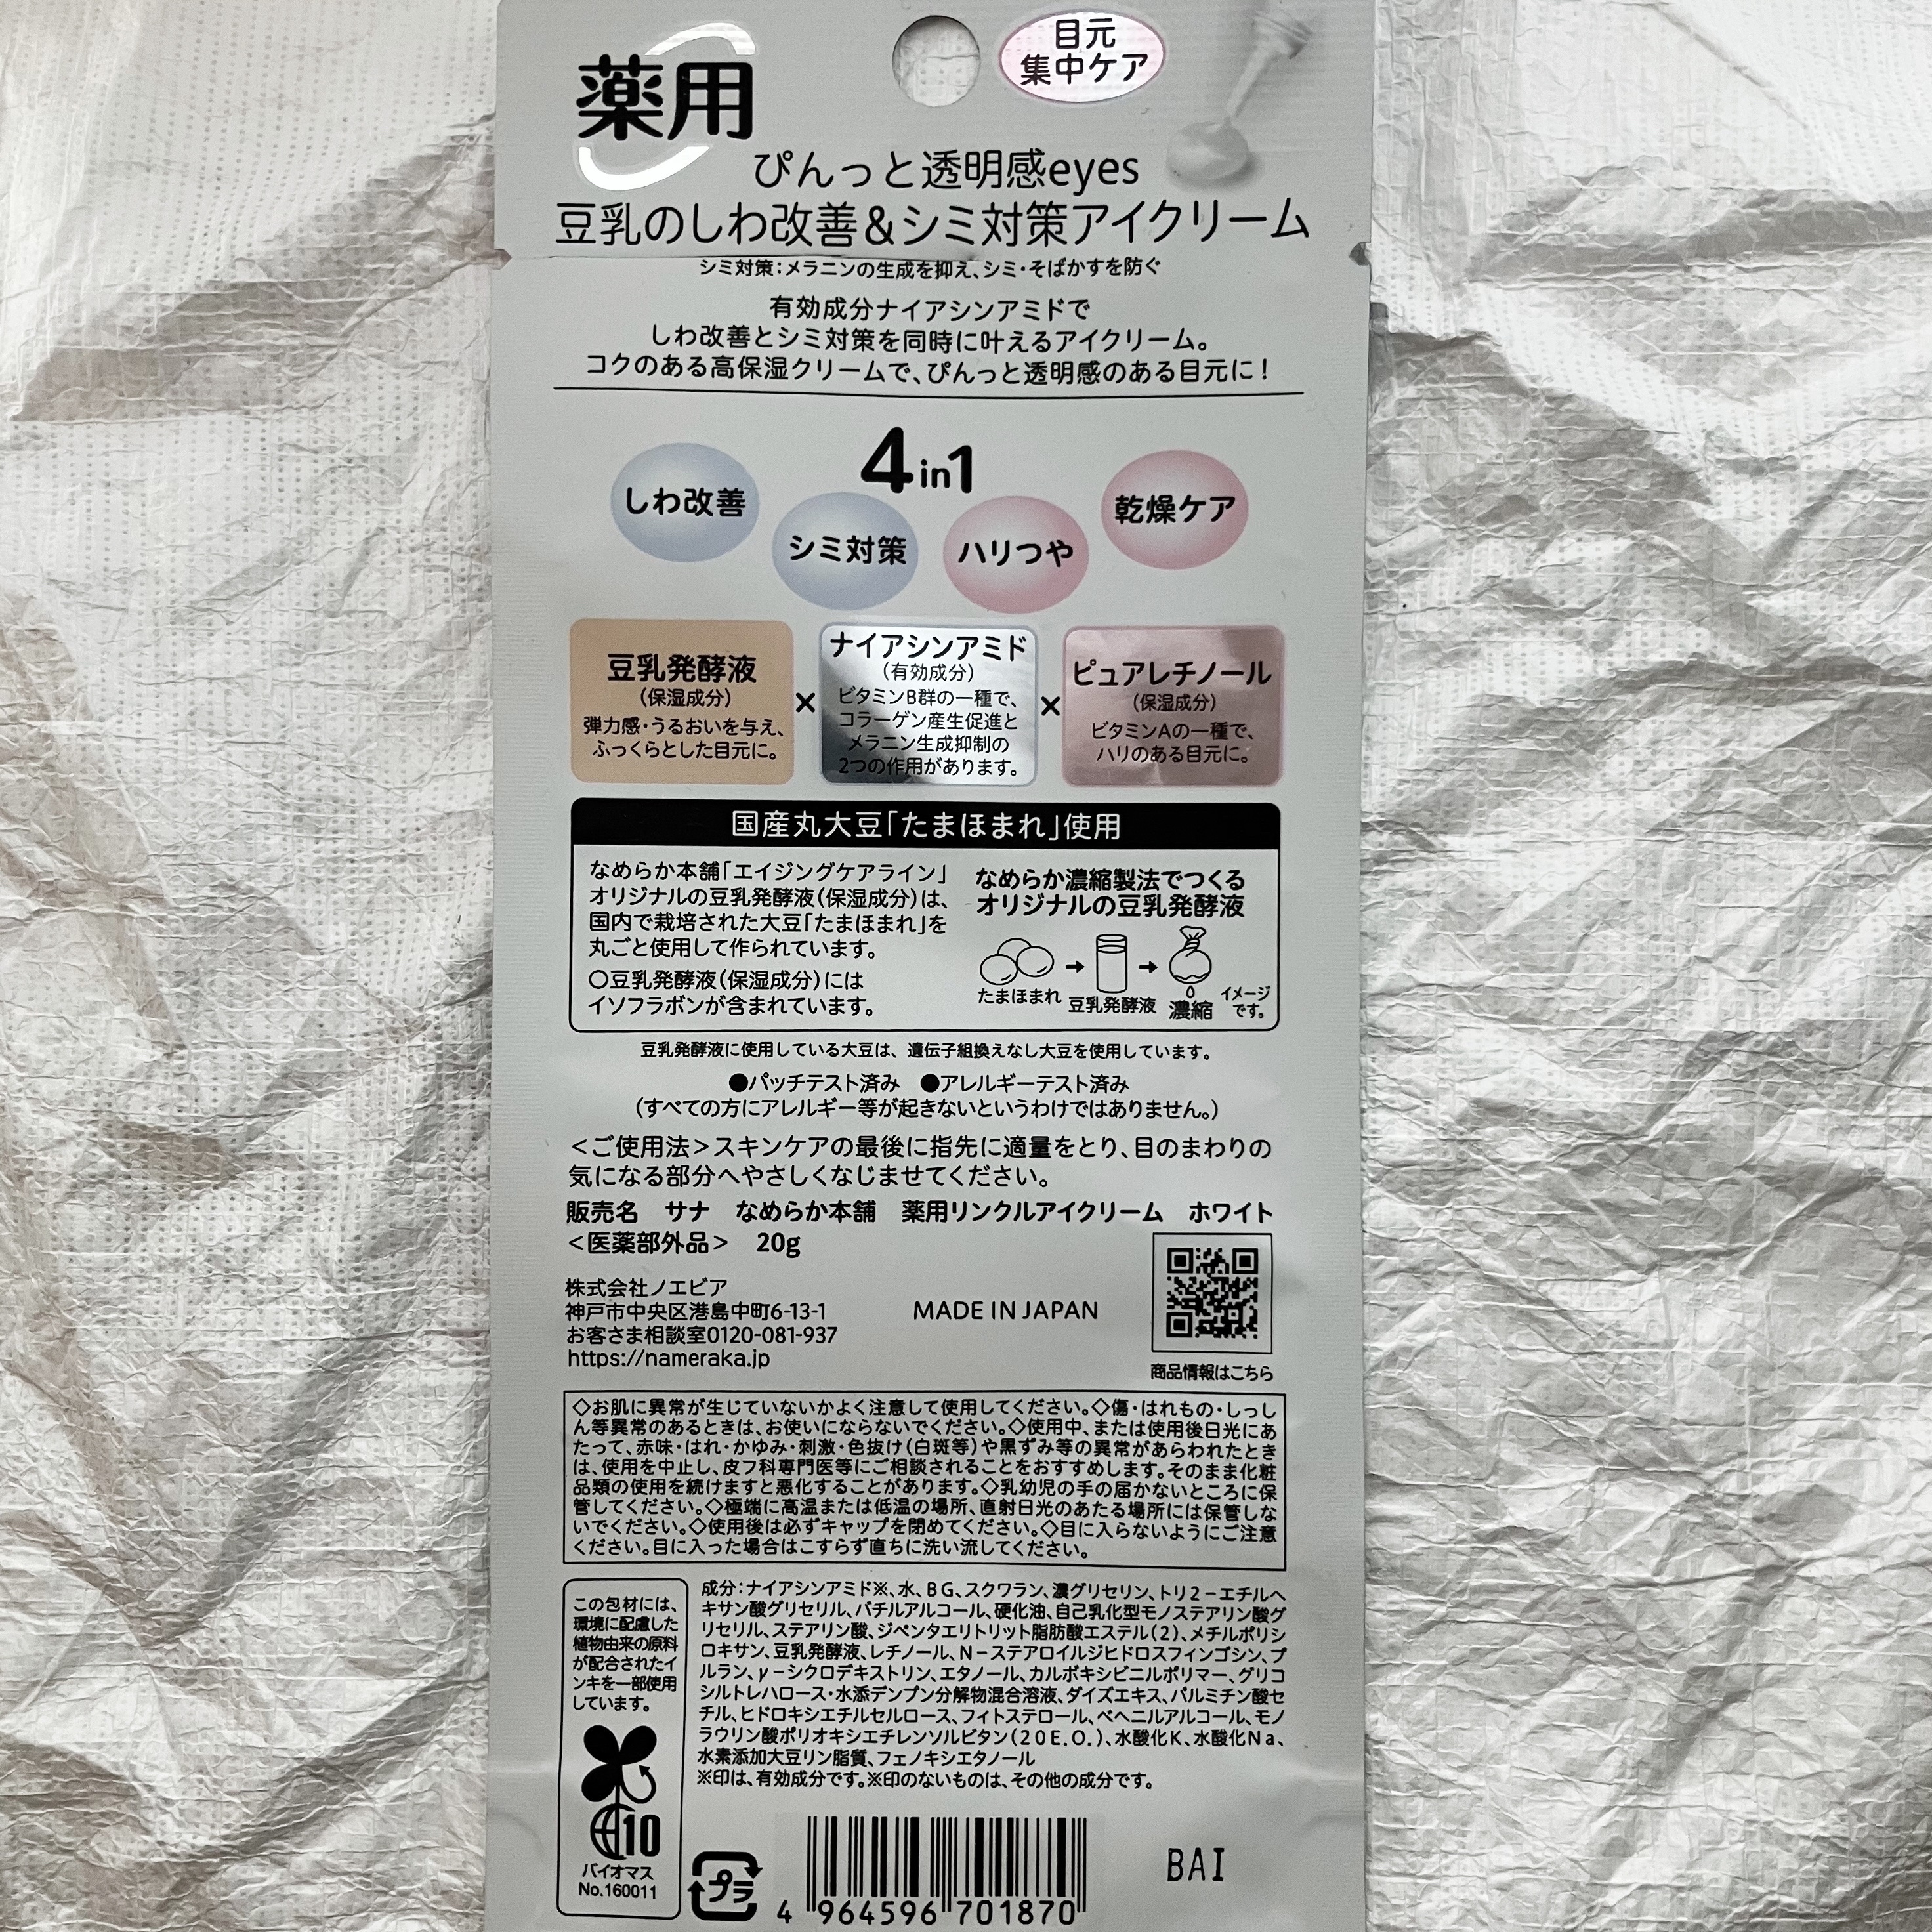 薬用
目元
集中ケア
ぴんっと透明感eyes
豆乳のしわ改善＆シミ対策アイクリーム
シミ対策：メラニンの生成を抑え、シミ・そばかすを防ぐ
有効成分ナイアシンアミドで
しわ改善とシミ対策を同時に叶えるアイクリーム。
コクのある高保湿クリームで、ぴんっと透明感のある目元に！
4in1
しわ改善
シミ対策
ハリつや
乾燥ケア
豆乳発酵液
（保湿成分）
弾力感・うるおいを与え、
ふっくらとした目元に。
×
ナイアシンアミド
（有効成分）
ビタミンB群の一種で、
コラーゲン産生促進と
メラニン生成抑制の
2つの作用があります。
×
ピュアレチノール
（保湿成分）
ビタミンAの一種で、
ハリのある目元に。
国産丸大豆「たまほまれ」使用
なめらか本舗「エイジングケアライン」
オリジナルの豆乳発酵液（保湿成分）は、
国内で栽培された大豆「たまほまれ」を
丸ごと使用して作られています。
○豆乳発酵液（保湿成分）には
イソフラボンが含まれています。
なめらか濃縮製法でつくる
オリジナルの豆乳発酵液
たまほまれ
豆乳発酵液
濃縮
イメージ
です。
豆乳発酵液に使用している大豆は、遺伝子組換えなし大豆を使用しています。
●パッチテスト済み　●アレルギーテスト済み
（すべての方にアレルギー等が起きないというわけではありません。）
＜ご使用法＞スキンケアの最後に指先に適量をとり、目のまわりの
気になる部分へやさしくなじませてください。
販売名　サナ　なめらか本舗　薬用リンクルアイクリーム　ホワイト
＜医薬部外品＞　20g
株式会社ノエビア
神戸市中央区港島中町6-13-1
お客さま相談室0120-081-937
https://nameraka.jp
MADE IN JAPAN
商品情報はこちら
◇お肌に異常が生じていないかよく注意して使用してください。◇傷・はれもの・しっし
ん等異常のあるときは、お使いにならないでください。◇使用中、または使用後日光にあ
たって、赤味・はれ・かゆみ・刺激・色抜け（白斑等）や黒ずみ等の異常があらわれたとき
は、使用を中止し、皮フ科専門医等にご相談されることをおすすめします。そのまま化粧
品類の使用を続けますと悪化することがあります。◇乳幼児の手の届かないところに保
管してください。◇極端に高温または低温の場所、直射日光のあたる場所には保管しな
いでください。◇使用後は必ずキャップを閉めてください。◇目に入らないようにご注意
ください。目に入った場合はこすらず直ちに洗い流してください。
この包材には、
環境に配慮した
植物由来の原料
が配合されたイ
ンキを一部使用
しています。
10
バイオマス
No.160011
成分：ナイアシンアミド※、水、ＢＧ、スクワラン、濃グリセリン、トリ２－エチルヘ
キサン酸グリセリル、バチルアルコール、硬化油、自己乳化型モノステアリン酸グ
リセリル、ステアリン酸、ジペンタエリトリット脂肪酸エステル（２）、メチルポリシ
ロキサン、豆乳発酵液、レチノール、Ｎ－ステアロイルジヒドロスフィンゴシン、プ
ルラン、γ－シクロデキストリン、エタノール、カルボキシビニルポリマー、グリコ
シルトレハロース・水添デンプン分解物混合溶液、ダイズエキス、パルミチン酸セ
チル、ヒドロキシエチルセルロース、フィトステロール、ベヘニルアルコール、モノ
ラウリン酸ポリオキシエチレンソルビタン（２０Ｅ．Ｏ．）、水酸化Ｋ、水酸化Ｎａ、
水素添加大豆リン脂質、フェノキシエタノール
※印は、有効成分です。※印のないものは、その他の成分です。
プラ
4 964596 701870
BAI